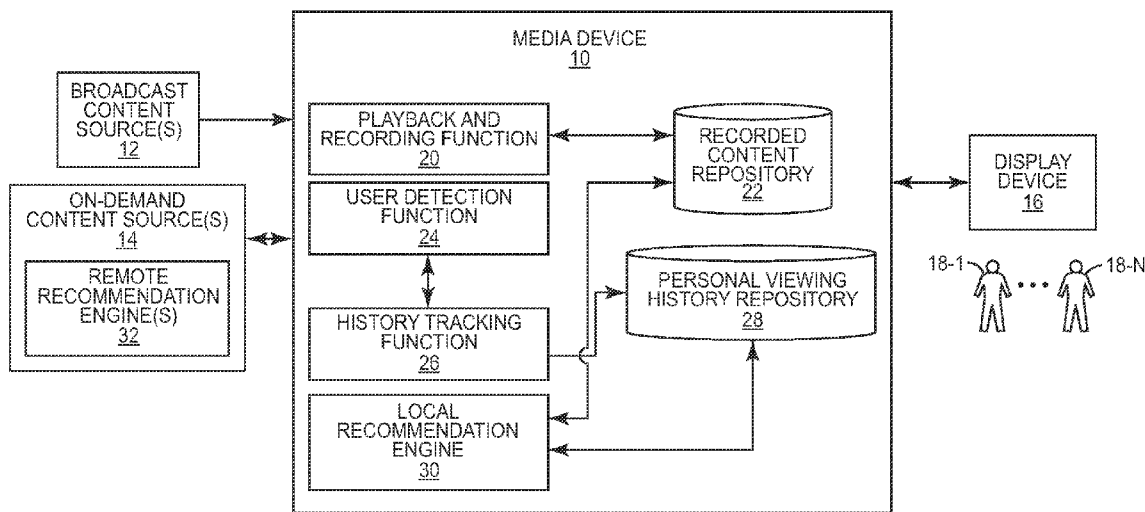 MEDIA DEVICE
10
BROADCAST
CONTENT
SOURCE(S)
12
ON-DEMAND
CONTENT SOURCE(S)
14
REMOTE
RECOMMENDATION
ENGINE(S)
32
PLAYBACK AND
RECORDING FUNCTION
20
USER DETECTION
FUNCTION
24
HISTORY TRACKING
FUNCTION
26
LOCAL
RECOMMENDATION
ENGINE
30
RECORDED
CONTENT
REPOSITORY
22
PERSONAL VIEWING
HISTORY REPOSITORY
28
DISPLAY
DEVICE
16
18-1
18-N